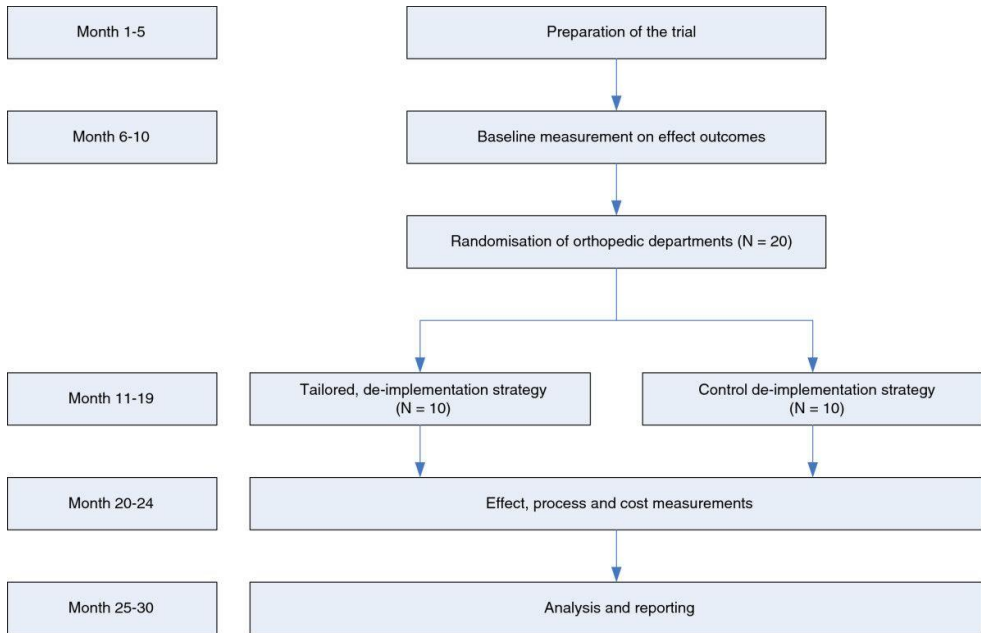 Month 1-5
Preparation of the trial
Month 6-10
Baseline measurement on effect outcomes
Randomisation of orthopedic departments (N = 20)
Month 11-19
Tailored, de-implementation strategy
(N = 10)
Control de-implementation strategy
(N = 10)
Month 20-24
Effect, process and cost measurements
Month 25-30
Analysis and reporting